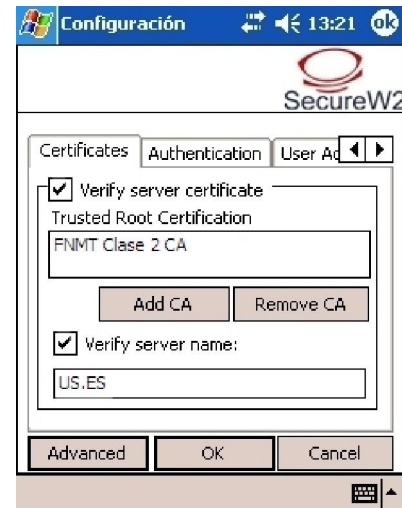 Configuración 13:21 ok
SecureW2
Certificates Authentication User Ac
Verify server certificate
Trusted Root Certification
FNMT Clase 2 CA
Add CA Remove CA
Verify server name:
US.ES
Advanced OK Cancel